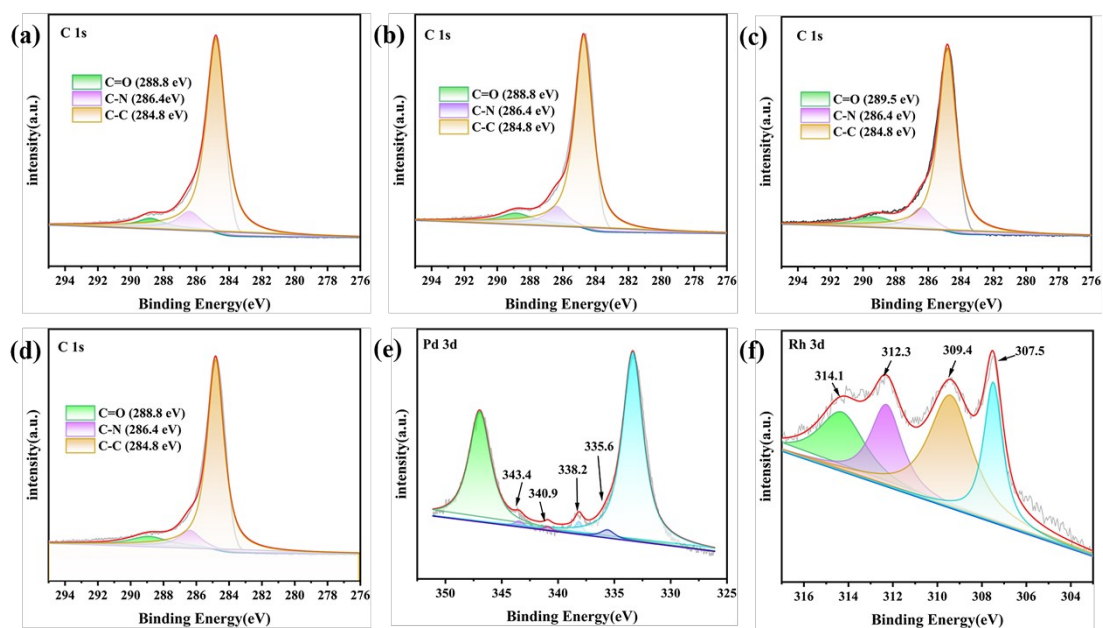 (a)
C 1s
C=O (288.8 eV)
C-N (286.4eV)
C-C (284.8 eV)
intensity(a.u.)
294 292 290 288 286 284 282 280 278 276
Binding Energy(eV)
(b)
C 1s
C=O (288.8 eV)
C-N (286.4 eV)
C-C (284.8 eV)
intensity(a.u.)
294 292 290 288 286 284 282 280 278 276
Binding Energy(eV)
(c)
C 1s
C=O (289.5 eV)
C-N (286.4 eV)
C-C (284.8 eV)
intensity(a.u.)
294 292 290 288 286 284 282 280 278 276
Binding Energy(eV)
(d)
C 1s
C=O (288.8 eV)
C-N (286.4 eV)
C-C (284.8 eV)
intensity(a.u.)
294 292 290 288 286 284 282 280 278 276
Binding Energy(eV)
(e)
Pd 3d
343.4
340.9
338.2
335.6
intensity(a.u.)
350 345 340 335 330 325
Binding Energy(eV)
(f)
Rh 3d
314.1
312.3
309.4
307.5
intensity(a.u.)
316 314 312 310 308 306 304
Binding Energy(eV)